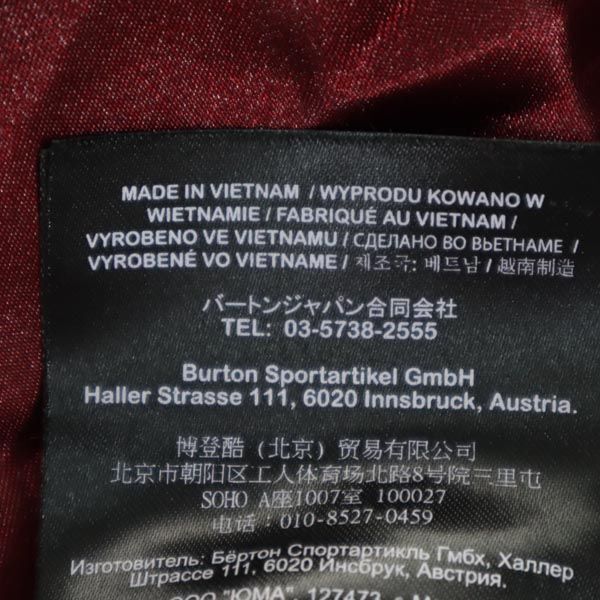 MADE IN VIETNAM / WYPRODU KOWANO W
WIETNAMIE / FABRIQUÉ AU VIETNAM /
VYROBENO VE VIETNAMU / СДЕЛАНО ВО ВЬЕТНАМЕ /
VYROBENÉ VO VIETNAME / 제조국: 베트남 / 越南制造
バートンジャパン合同会社
TEL: 03-5738-2555
Burton Sportartikel GmbH
Haller Strasse 111, 6020 Innsbruck, Austria.
博登酷（北京）贸易有限公司
北京市朝阳区工人体育场北路8号院三里屯
SOHO A座1007室 100027
电话：010-8527-0459
Изготовитель: Бёртон Спортартикль Гмбх, Халлер
Штрассе 111, 6020 Инсбрук, Австрия.
ООО "ЮМА" 127473, г.